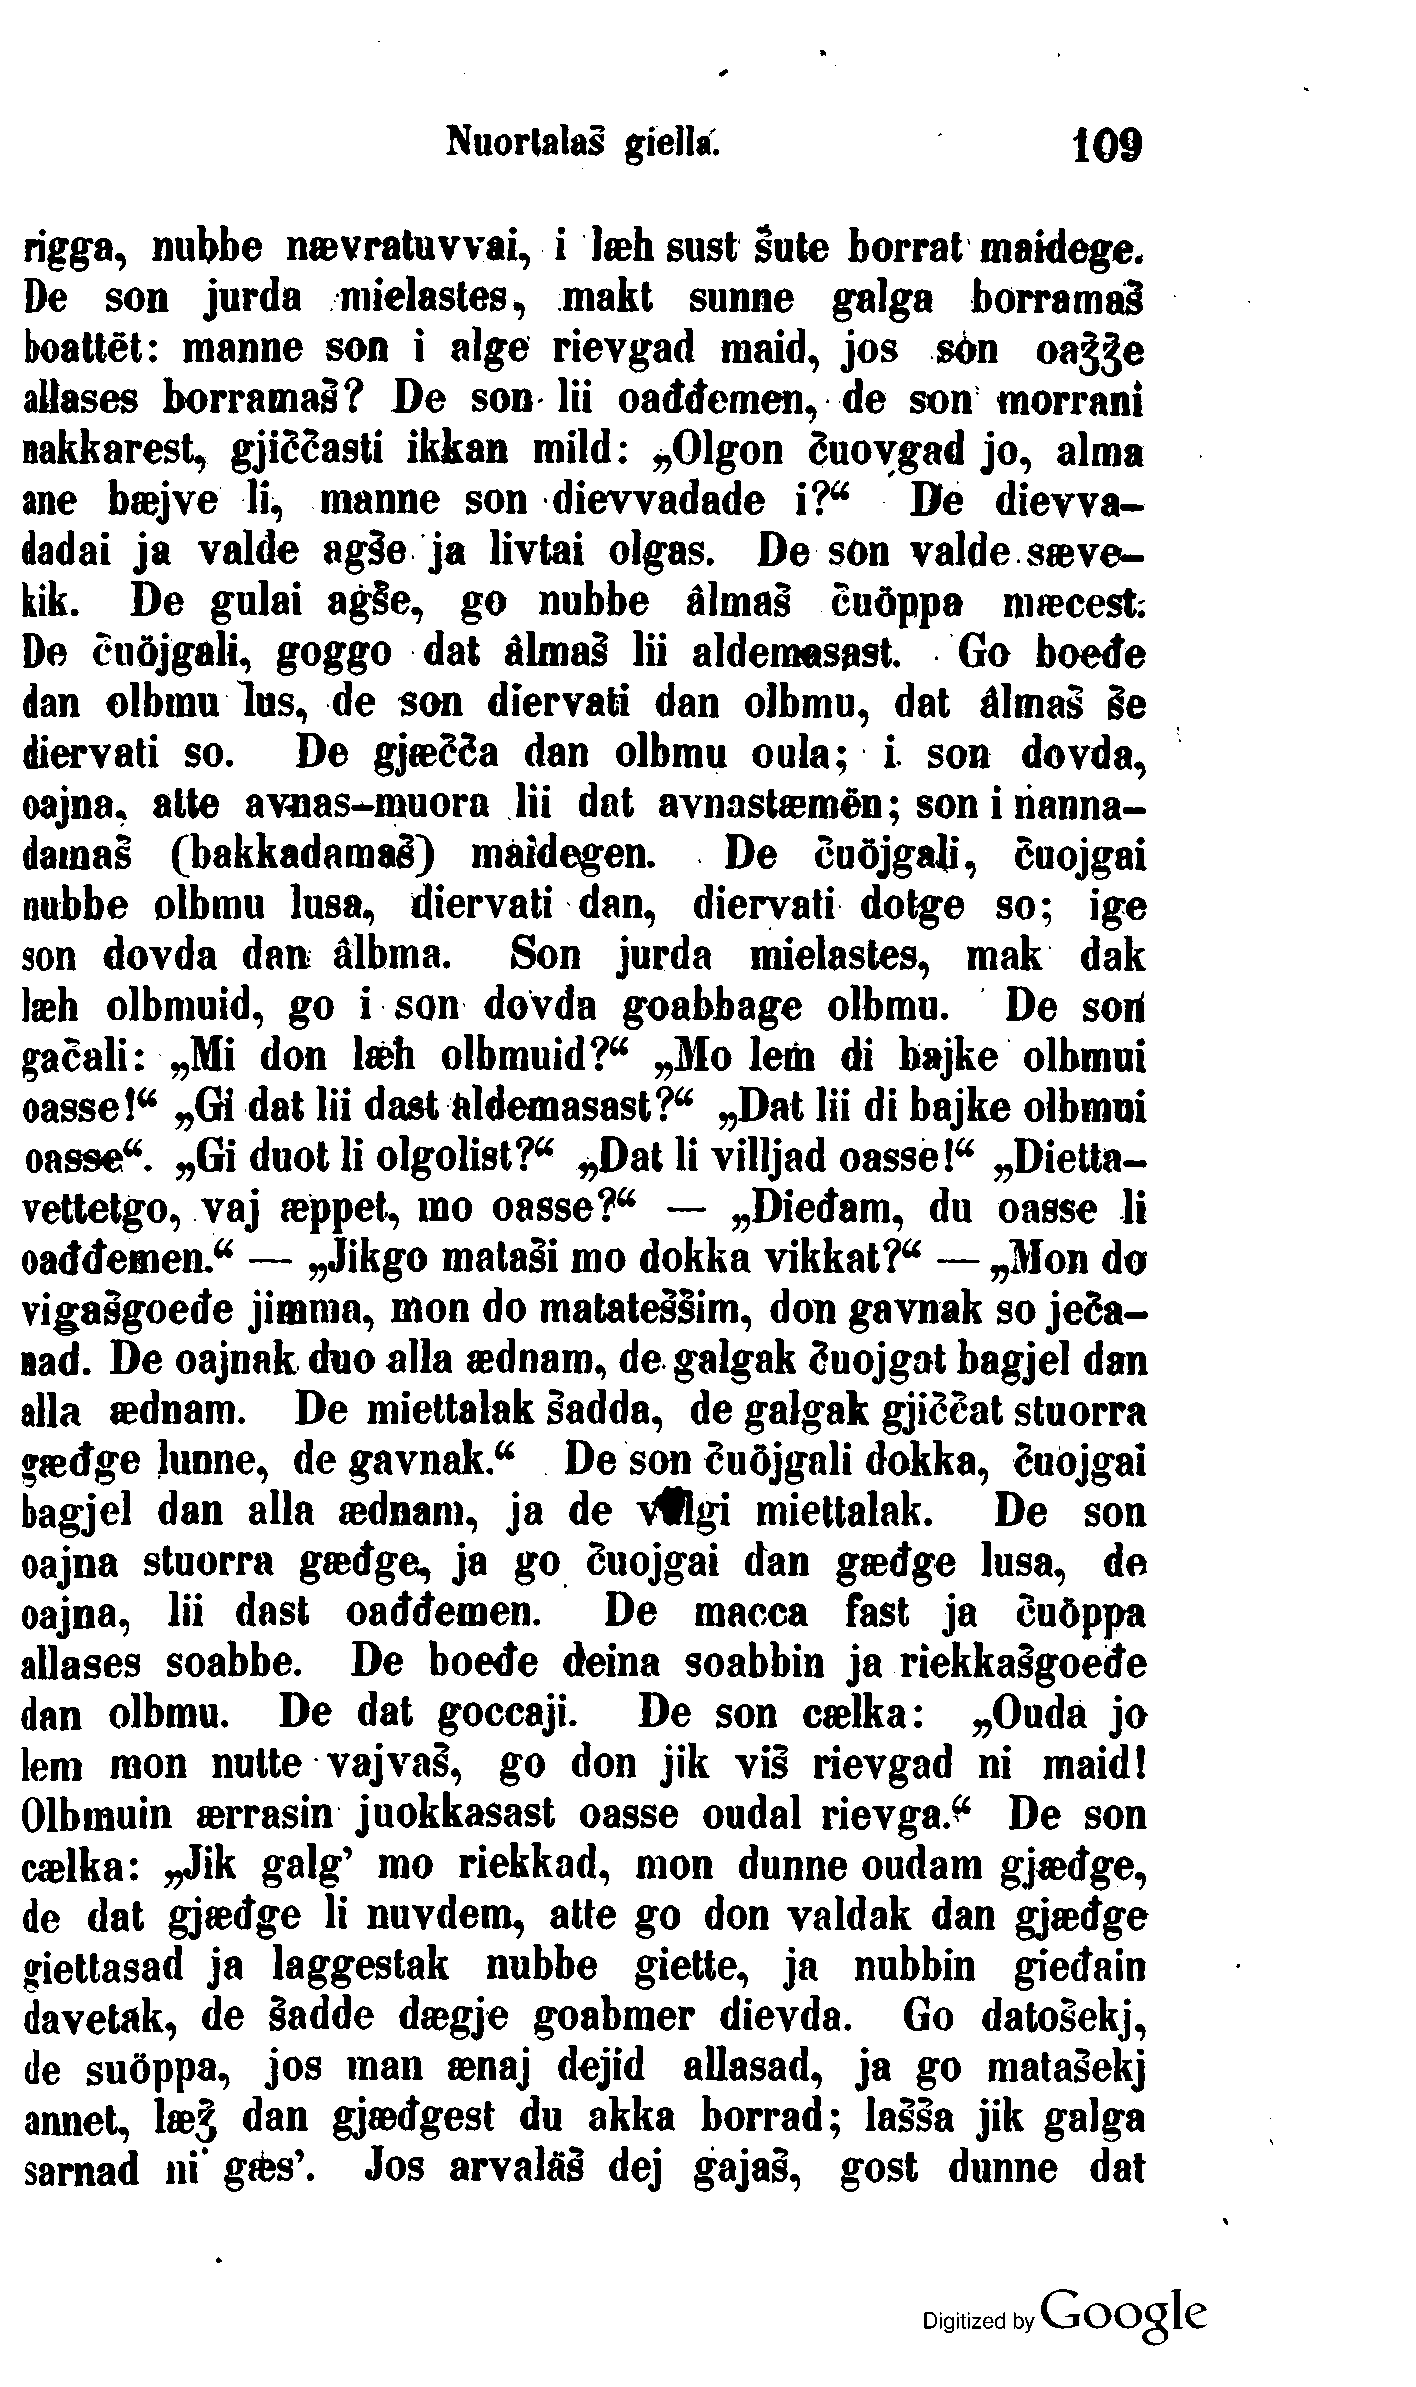 Nuortalaš giella. 109
rigga, nubbe nævratuvvai, i læh sust šute borrat maidege.
De son jurda mielastes, makt sunne galga borramaš
boattët: manne son i alge rievgad maid, jos son oaǯǯe
allases borramaš? De son lii oađđemen, de son morrani
nakkarest, gjiččasti ikkan mild: „Olgon čuovgad jo, alma
ane bæjve li, manne son dievvadade i?“ De dievva-
dadai ja valde agše ja livtai olgas. De son valde sæve-
kik. De gulai agše, go nubbe âlmaš čuöppa mæcest:
De čuöjgali, goggo dat âlmaš lii aldemasast. Go boeđe
dan olbmu lus, de son diervati dan olbmu, dat âlmaš še
diervati so. De gjæčča dan olbmu oula; i son dovda,
oajna, atte avnas-muora lii dat avnastæmën; son i ńanna-
damaš (bakkadamaš) maidegen. De čuöjgali, čuojgai
nubbe olbmu lusa, diervati dan, diervati dotge so; ige
son dovda dan âlbma. Son jurda mielastes, mak dak
læh olbmuid, go i son dovda goabbage olbmu. De son
gačali: „Mi don læh olbmuid?“ „Mo lem di bajke olbmui
oasse!“ „Gi dat lii dast aldemasast?“ „Dat lii di bajke olbmui
oasse“. „Gi duot li olgolist?“ „Dat li villjad oasse!“ „Dietta-
vettetgo, vaj æppet, mo oasse?“ — „Dieđam, du oasse li
oađđemen.“ — „Jikgo mataši mo dokka vikkat?“ — „Mon do
vigašgoeđe jimma, mon do matateššim, don gavnak so ječa-
nad. De oajnak duo alla ædnam, de galgak čuojgat bagjel dan
alla ædnam. De miettalak šadda, de galgak gjiččat stuorra
gæđge lunne, de gavnak.“ De son čuöjgali dokka, čuojgai
bagjel dan alla ædnam, ja de miettalak. De son
oajna stuorra gæđge, ja go čuojgai dan gæđge lusa, de
oajna, lii dast oađđemen. De macca fast ja čuöppa
allases soabbe. De boeđe deina soabbin ja riekkašgoeđe
dan olbmu. De dat goccaji. De son cælka: „Ouda jo
lem mon nutte vajvaš, go don jik viš rievgad ni maid!
Olbmuin ærrasin juokkasast oasse oudal rievga.“ De son
cælka: „Jik galg’ mo riekkad, mon dunne oudam gjæđge,
de dat gjæđge li nuvdem, atte go don valdak dan gjæđge
giettasad ja laggestak nubbe giette, ja nubbin gieđain
davetak, de šadde dægje goabmer dievda. Go datošekj,
de suöppa, jos man ænaj dejid allasad, ja go matašekj
annet, læǯ dan gjæđgest du akka borrad; lašša jik galga
sarnad ni gæs’. Jos arvaläš dej gajaš, gost dunne dat
Digitized by Google